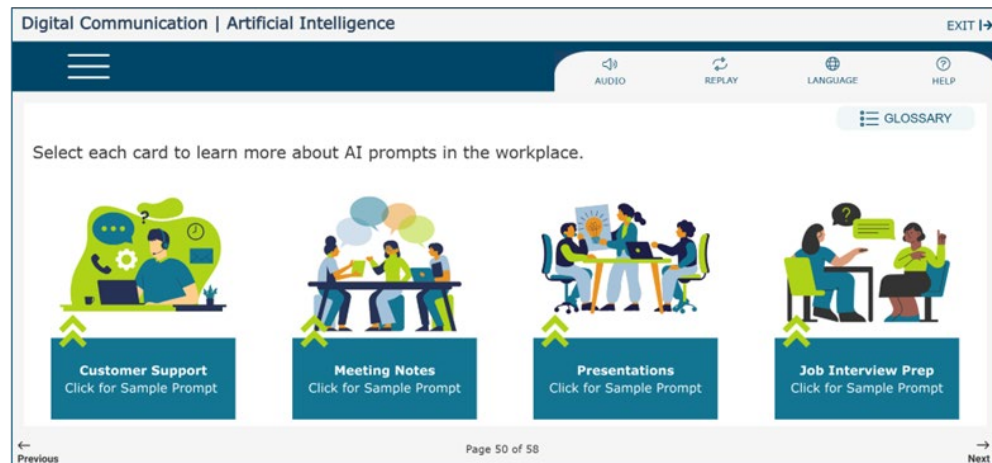 Digital Communication | Artificial Intelligence
EXIT
AUDIO
REPLAY
LANGUAGE
HELP
GLOSSARY
Select each card to learn more about AI prompts in the workplace.
?
Customer Support
Click for Sample Prompt
Meeting Notes
Click for Sample Prompt
Presentations
Click for Sample Prompt
?
Job Interview Prep
Click for Sample Prompt
Previous
Page 50 of 58
Next